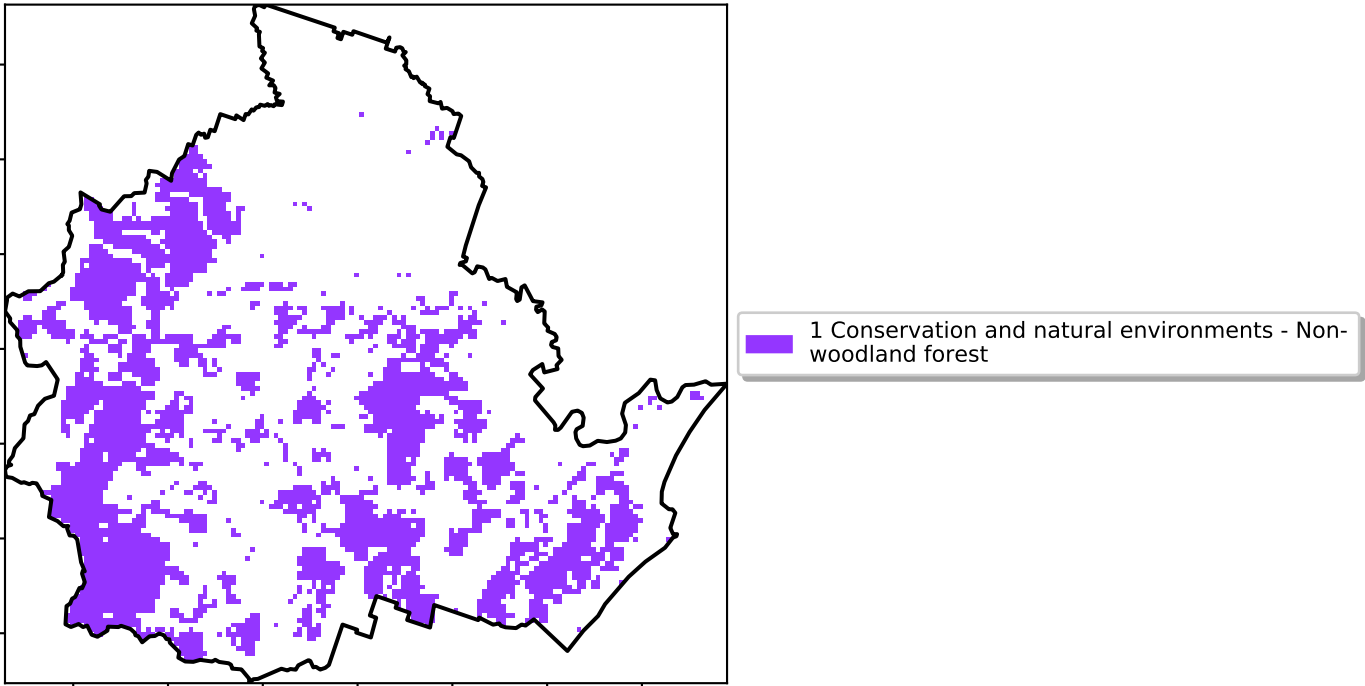 1 Conservation and natural environments - Non-
woodland forest